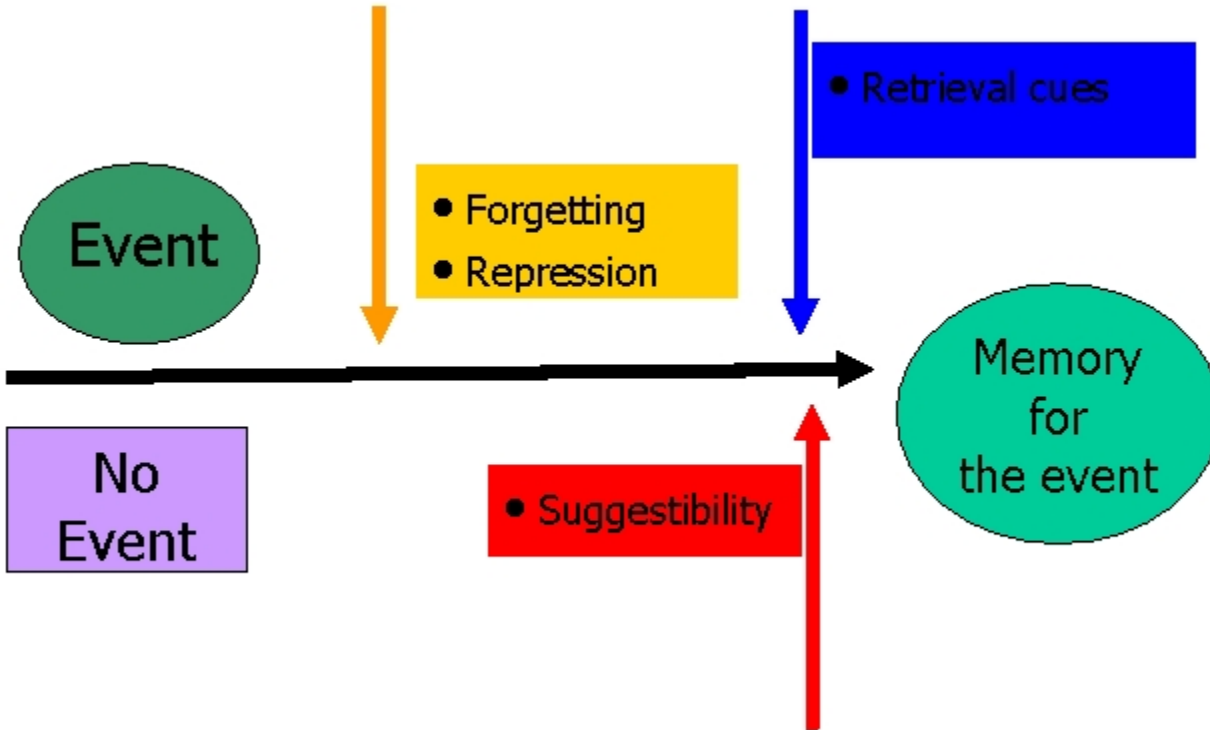 • Retrieval cues
Event
• Forgetting
• Repression
Memory
for
the event
No
Event
• Suggestibility